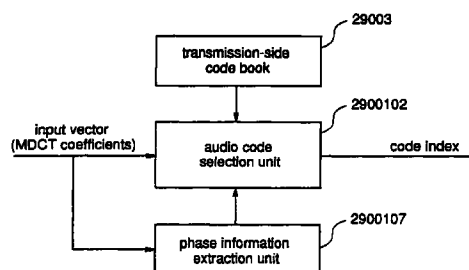 29003
transmission-side
code book
2900102
input vector
(MDCT coefficients)
audio code
selection unit
code index
2900107
phase information
extraction unit